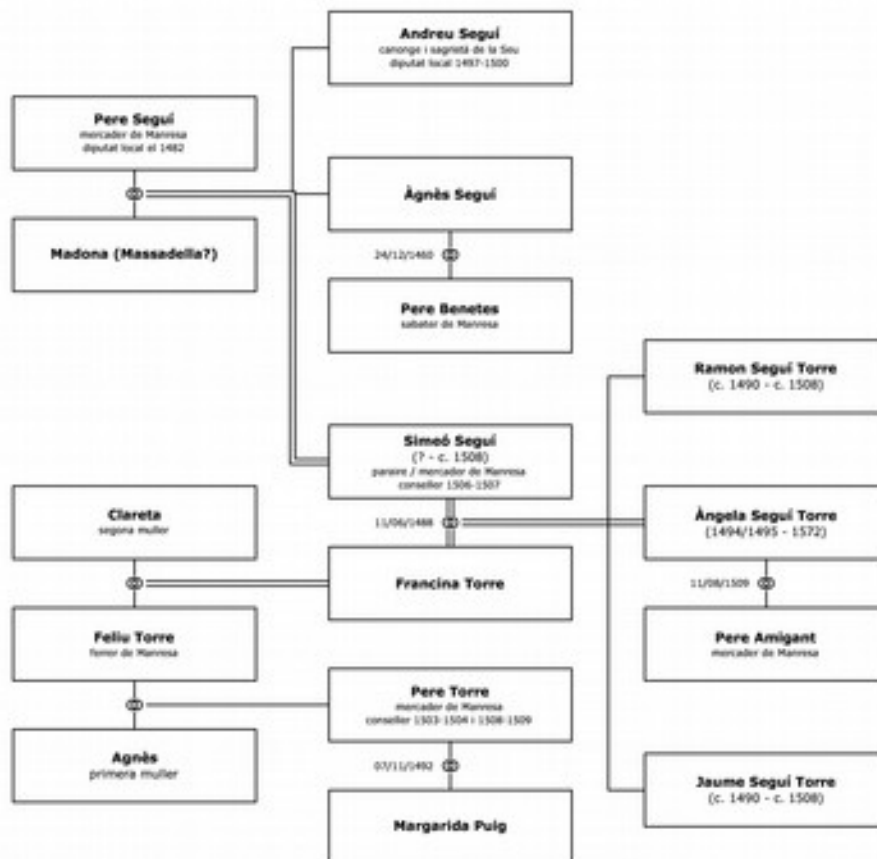 Andreu Seguí
canonge i sagristà de la Seu
diputat local 1497-1500
Pere Seguí
mercader de Manresa
diputat local el 1482
Àgnès Seguí
Madona (Massadella?)
24/12/1460
Pere Benetes
sabater de Manresa
Ramon Seguí Torre
(c. 1490 - c. 1508)
Simeó Seguí
(? - c. 1508)
paraire / mercader de Manresa
conseller 1506-1507
Clareta
segona muller
11/06/1488
Àngela Seguí Torre
(1494/1495 - 1572)
Francina Torre
11/08/1509
Feliu Torre
ferrer de Manresa
Pere Amigant
mercader de Manresa
Pere Torre
mercader de Manresa
conseller 1503-1504 i 1508-1509
Agnès
primera muller
07/11/1492
Jaume Seguí Torre
(c. 1490 - c. 1508)
Margarida Puig